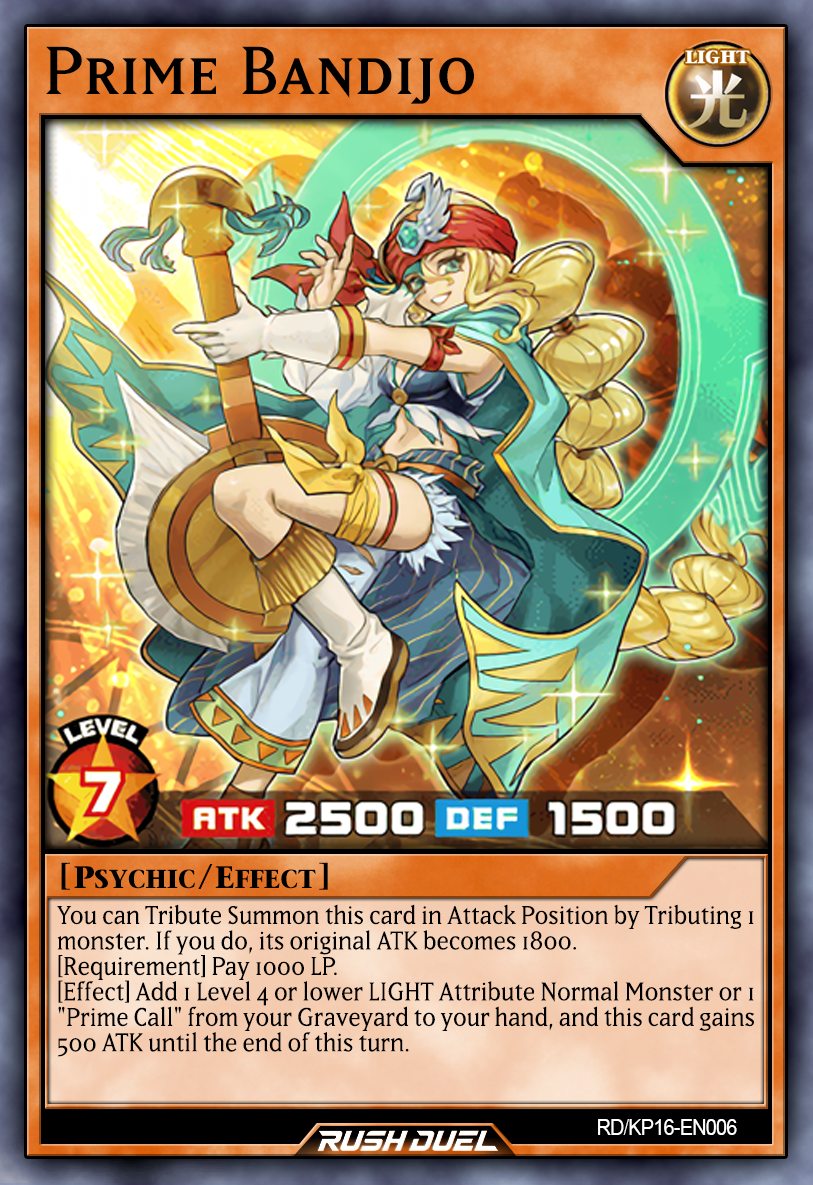 Prime Bandijo
LIGHT
光
LEVEL
7
ATK 2500 DEF 1500
[Psychic/Effect]
You can Tribute Summon this card in Attack Position by Tributing 1
monster. If you do, its original ATK becomes 1800.
[Requirement] Pay 1000 LP.
[Effect] Add 1 Level 4 or lower LIGHT Attribute Normal Monster or 1
"Prime Call" from your Graveyard to your hand, and this card gains
500 ATK until the end of this turn.
RD/KP16-EN006
RUSH DUEL